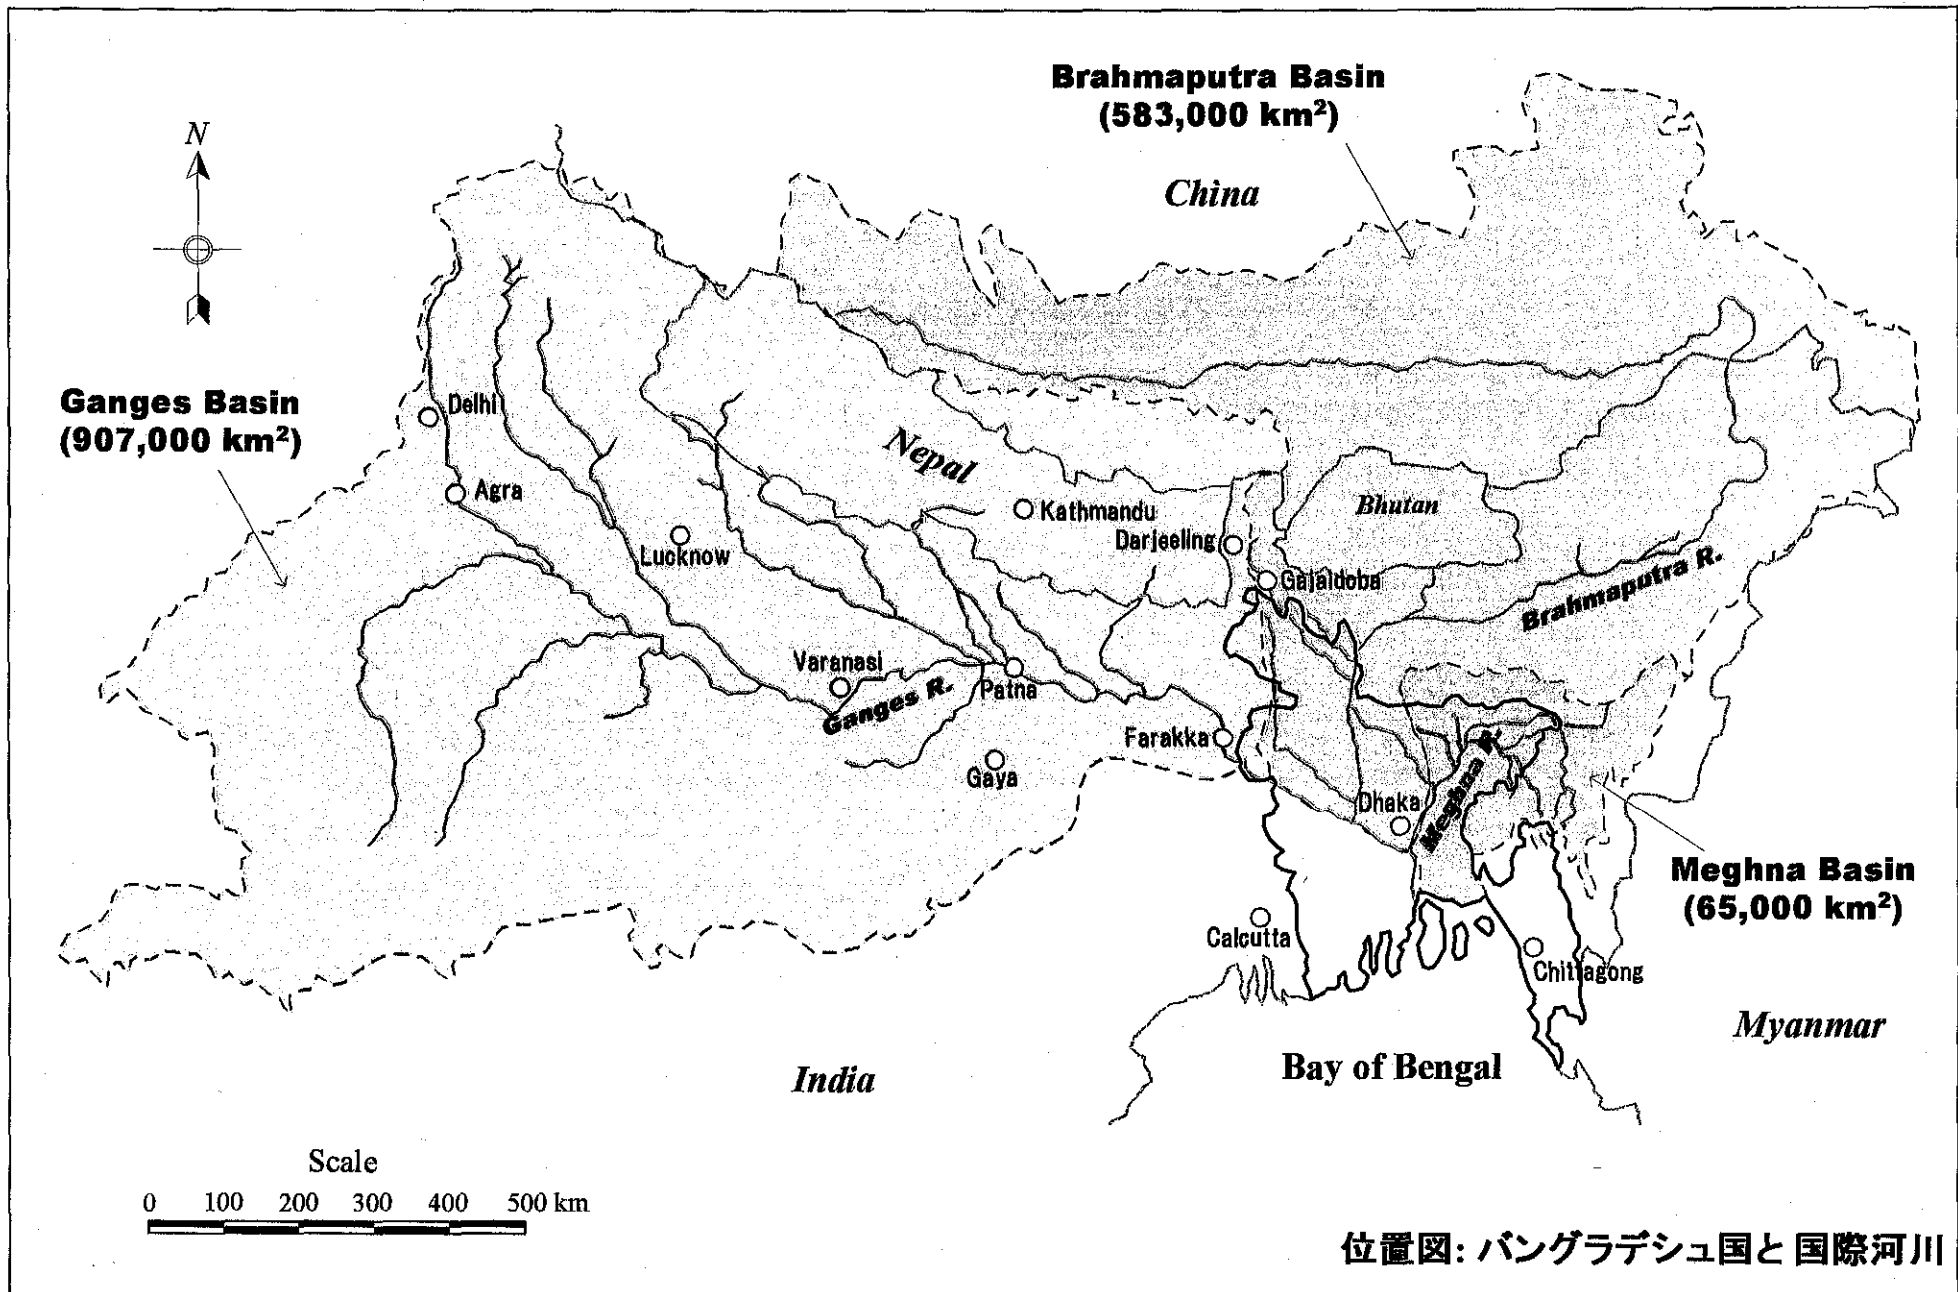 Brahmaputra Basin
(583,000 km²)
N
China
Ganges Basin
(907,000 km²)
Delhi
Nepal
Agra
Kathmandu
Bhutan
Darjeeling
Lucknow
Gajaldoba
Brahmaputra R.
Varanasi
Patna
Ganges R.
Farakka
Gaya
Meghna R.
Dhaka
Meghna Basin
(65,000 km²)
Calcutta
Chittagong
Myanmar
Bay of Bengal
India
Scale
0 100 200 300 400 500 km
位置図: バングラデシュ国と国際河川